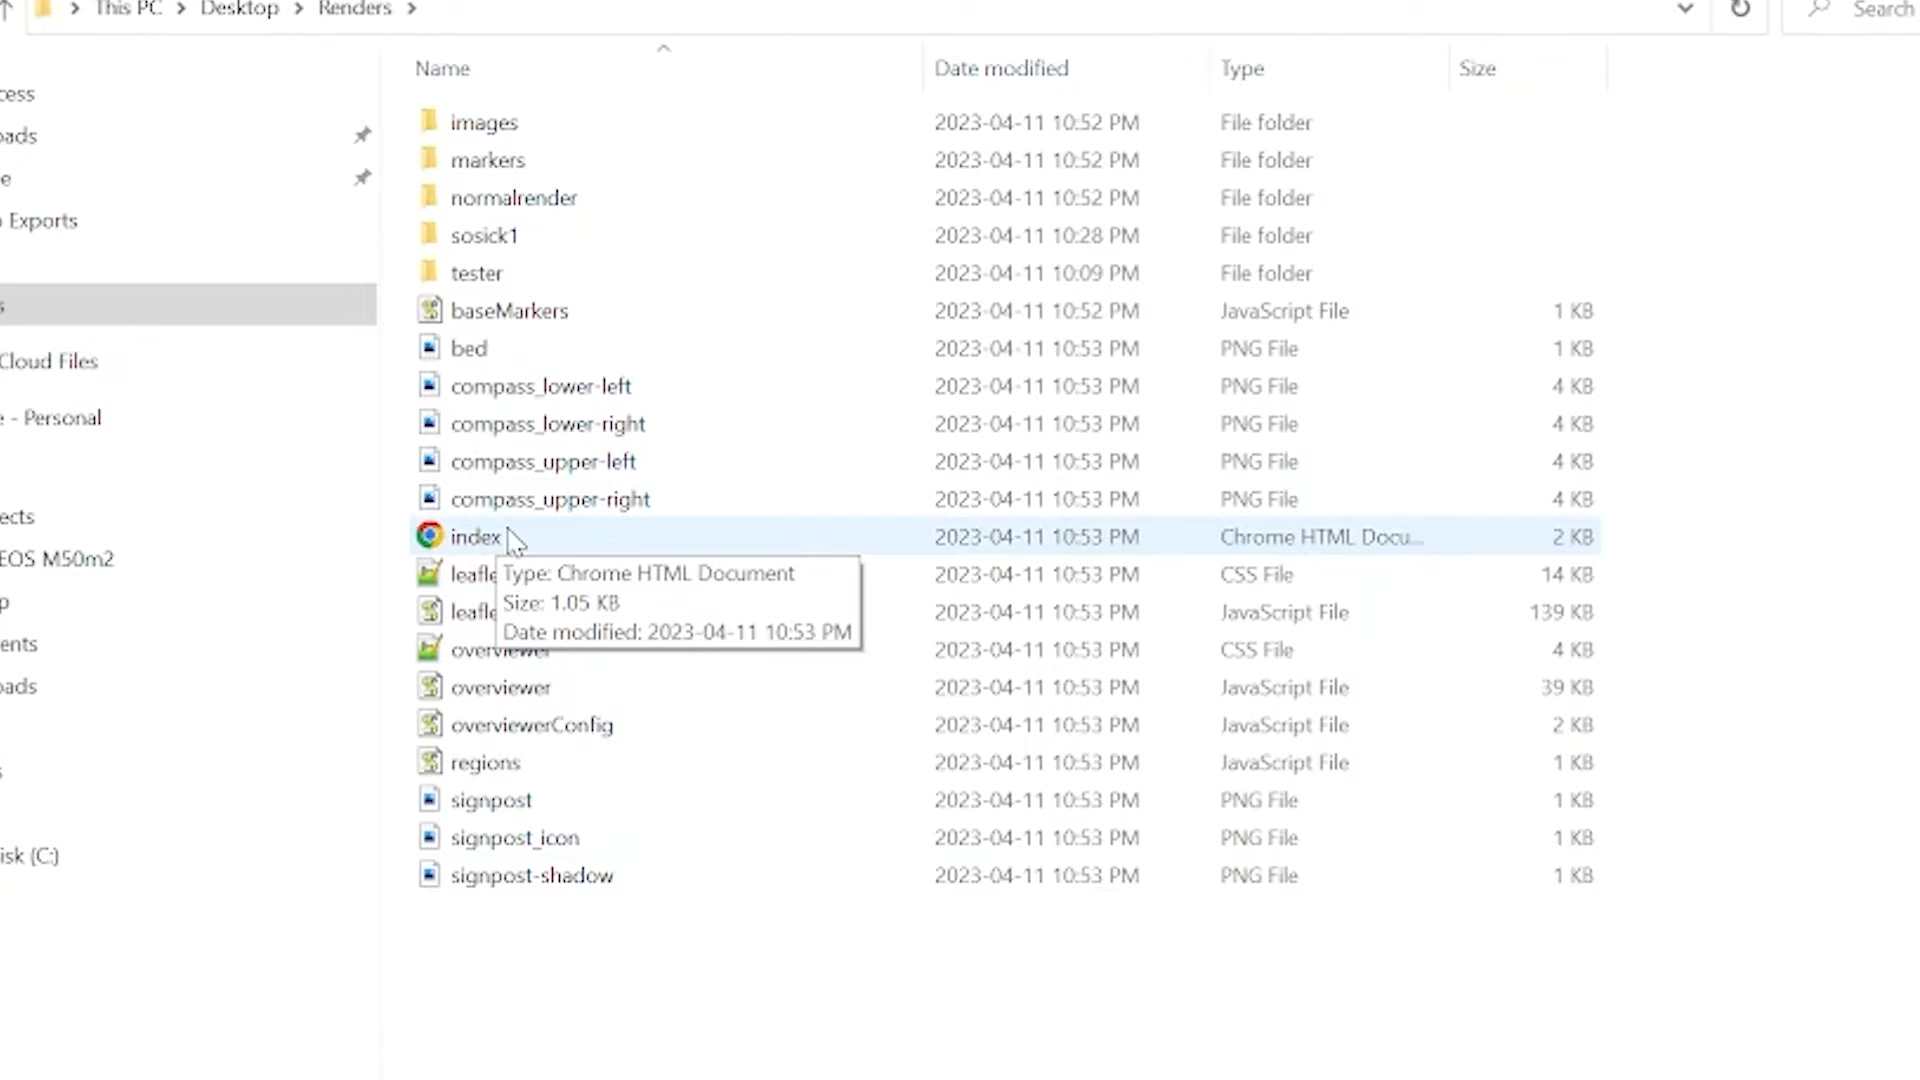 This PC > Desktop > Renders >
Search
Name Date modified Type Size
cess
oads
e
Exports
s
Cloud Files
e - Personal
ects
EOS M50m2
p
ents
oads
s
isk (C:)
images 2023-04-11 10:52 PM File folder
markers 2023-04-11 10:52 PM File folder
normalrender 2023-04-11 10:52 PM File folder
sosick1 2023-04-11 10:28 PM File folder
tester 2023-04-11 10:09 PM File folder
baseMarkers 2023-04-11 10:52 PM JavaScript File 1 KB
bed 2023-04-11 10:53 PM PNG File 1 KB
compass_lower-left 2023-04-11 10:53 PM PNG File 4 KB
compass_lower-right 2023-04-11 10:53 PM PNG File 4 KB
compass_upper-left 2023-04-11 10:53 PM PNG File 4 KB
compass_upper-right 2023-04-11 10:53 PM PNG File 4 KB
index 2023-04-11 10:53 PM Chrome HTML Docu... 2 KB
leafle 2023-04-11 10:53 PM CSS File 14 KB
Type: Chrome HTML Document
Size: 1.05 KB
Date modified: 2023-04-11 10:53 PM
leafle 2023-04-11 10:53 PM JavaScript File 139 KB
overviewer 2023-04-11 10:53 PM CSS File 4 KB
overviewer 2023-04-11 10:53 PM JavaScript File 39 KB
overviewerConfig 2023-04-11 10:53 PM JavaScript File 2 KB
regions 2023-04-11 10:53 PM JavaScript File 1 KB
signpost 2023-04-11 10:53 PM PNG File 1 KB
signpost_icon 2023-04-11 10:53 PM PNG File 1 KB
signpost-shadow 2023-04-11 10:53 PM PNG File 1 KB